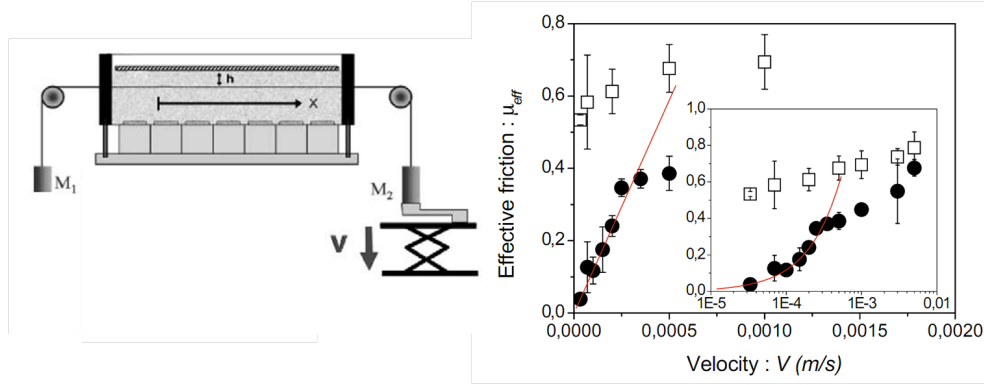 h
X
M1
M2
V
Effective friction : μeff
0,8
0,6
0,4
0,2
0,0
0,0000
0,0005
0,0010
0,0015
0,0020
Velocity : V (m/s)
1,0
0,8
0,6
0,4
0,2
0,0
1E-5
1E-4
1E-3
0,01